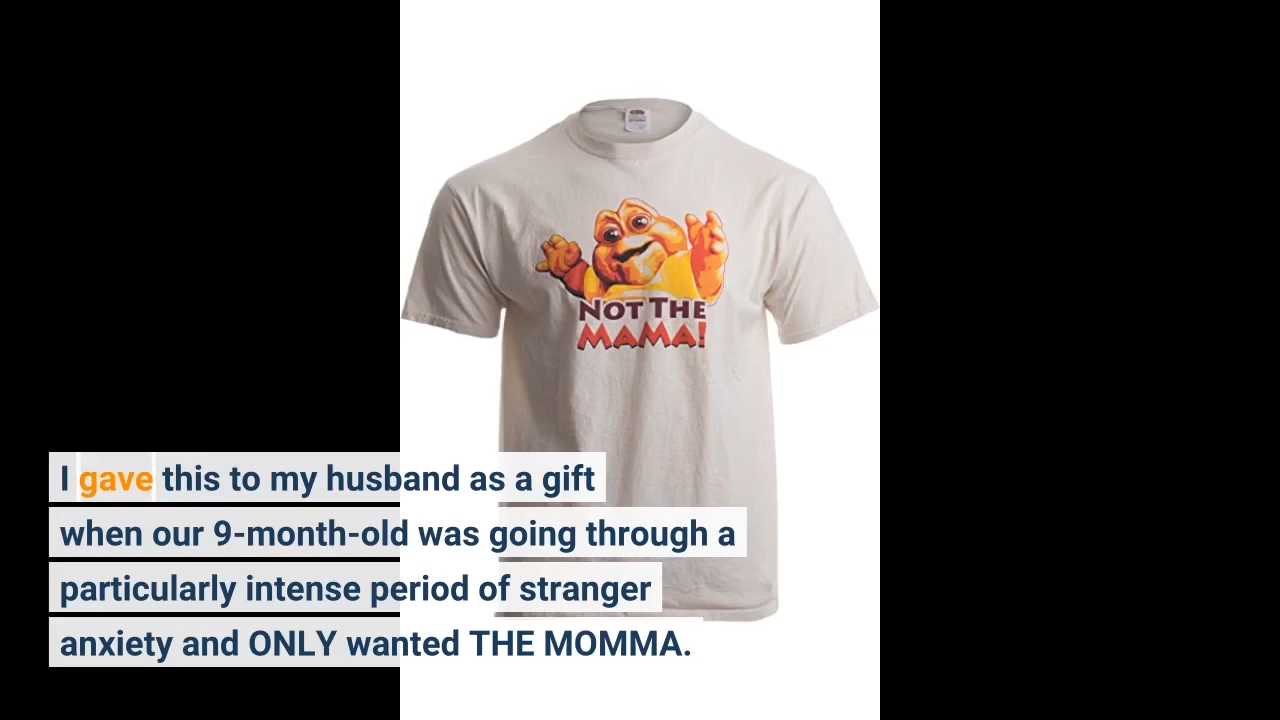 NOT THE
MAMA!
I gave this to my husband as a gift
when our 9-month-old was going through a
particularly intense period of stranger
anxiety and ONLY wanted THE MOMMA.